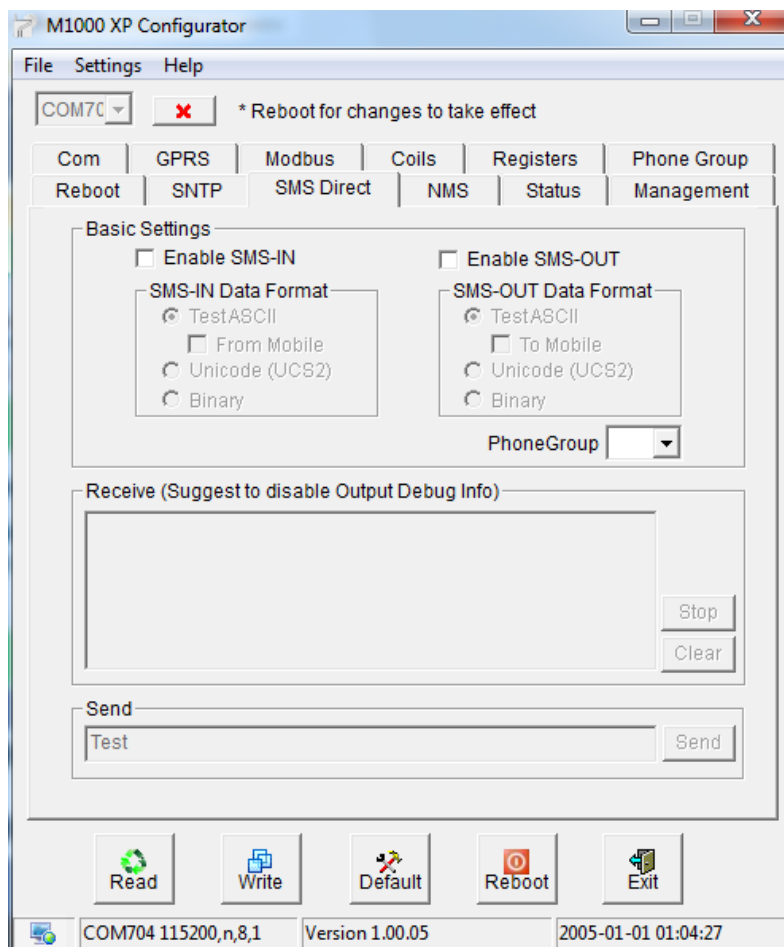 M1000 XP Configurator
File Settings Help
COM70 * Reboot for changes to take effect
Com GPRS Modbus Coils Registers Phone Group
Reboot SNTP SMS Direct NMS Status Management
Basic Settings
Enable SMS-IN Enable SMS-OUT
SMS-IN Data Format SMS-OUT Data Format
TestASCII TestASCII
From Mobile To Mobile
Unicode (UCS2) Unicode (UCS2)
Binary Binary
PhoneGroup
Receive (Suggest to disable Output Debug Info)
Stop
Clear
Send
Test Send
Read Write Default Reboot Exit
COM704 115200,n,8,1 Version 1.00.05 2005-01-01 01:04:27